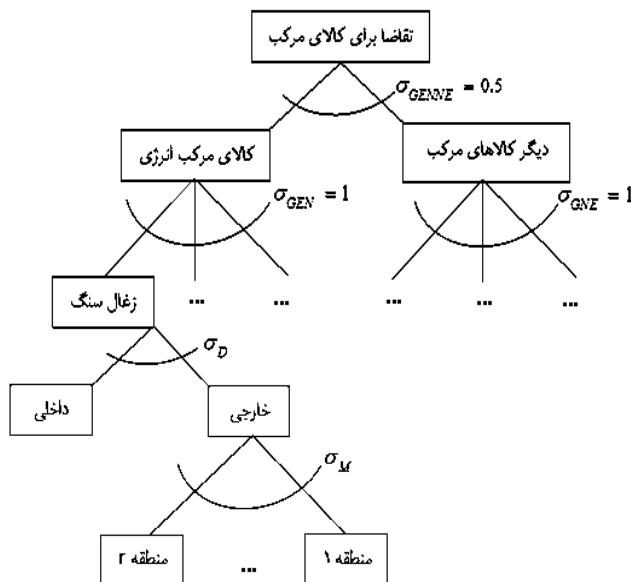 تقاضا برای کالای مرکب
σ_GENNE = 0.5
دیگر کالاهای مرکب
کالای مرکب انرژی
σ_GNE = 1
σ_GEN = 1
... ... ...
... ...
زغال سنگ
σ_D
خارجی
داخلی
σ_M
منطقه ۱
...
منطقه ۲